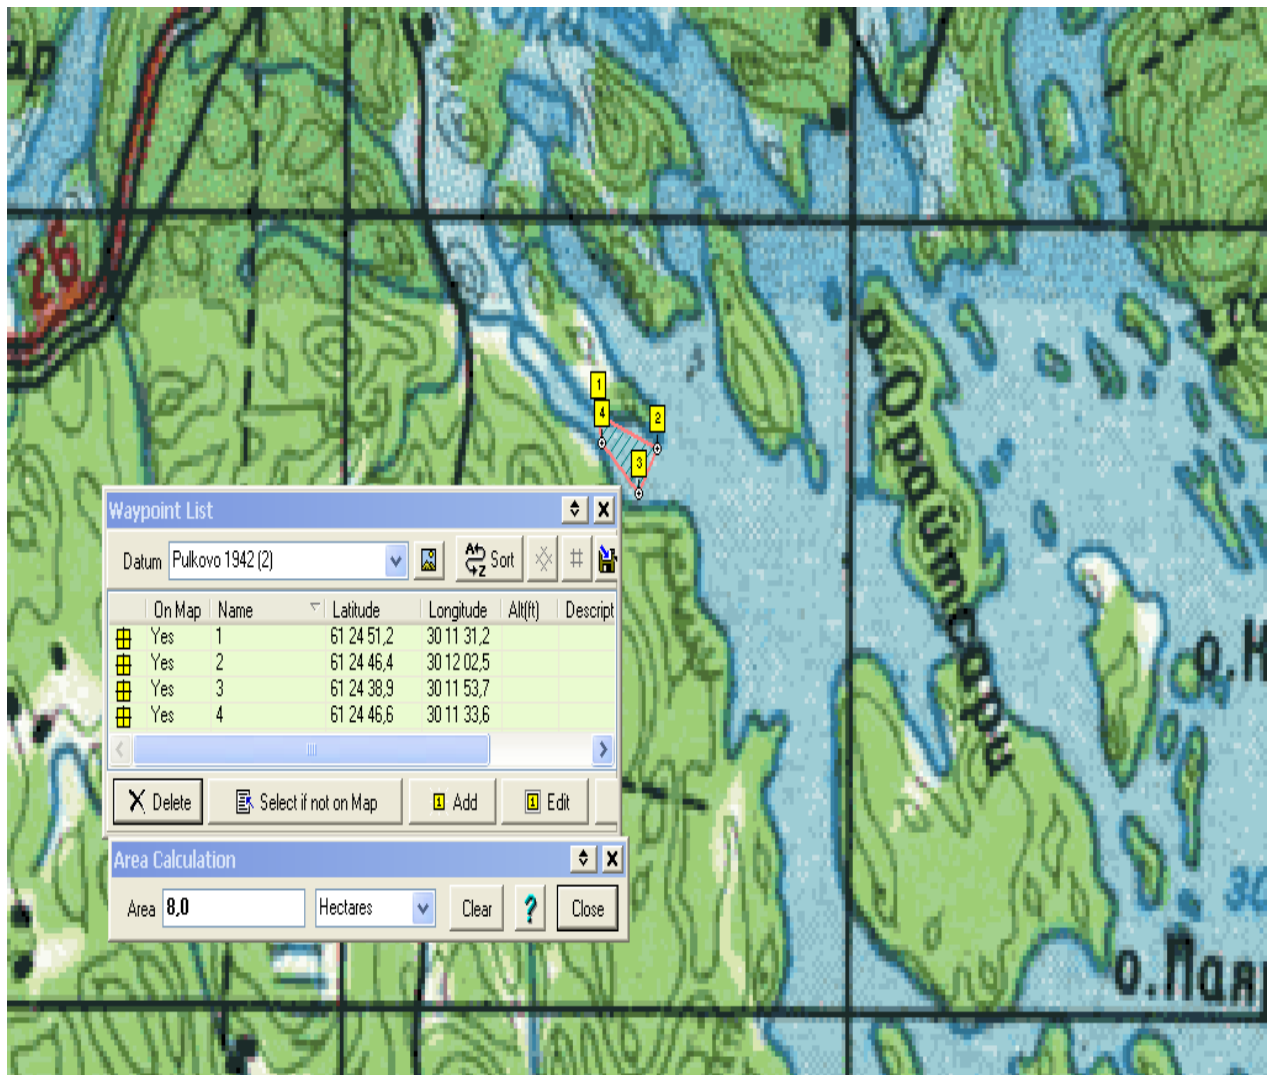 26
1
4
2
3
о.Орайтсари
о.Н
30
о.Пая
Waypoint List
Datum Pulkovo 1942 (2) Sort
On Map Name Latitude Longitude Alt(ft) Descript
Yes 1 61 24 51,2 30 11 31,2
Yes 2 61 24 46,4 30 12 02,5
Yes 3 61 24 38,9 30 11 53,7
Yes 4 61 24 46,6 30 11 33,6
Delete Select if not on Map Add Edit
Area Calculation
Area 8,0 Hectares Clear ? Close